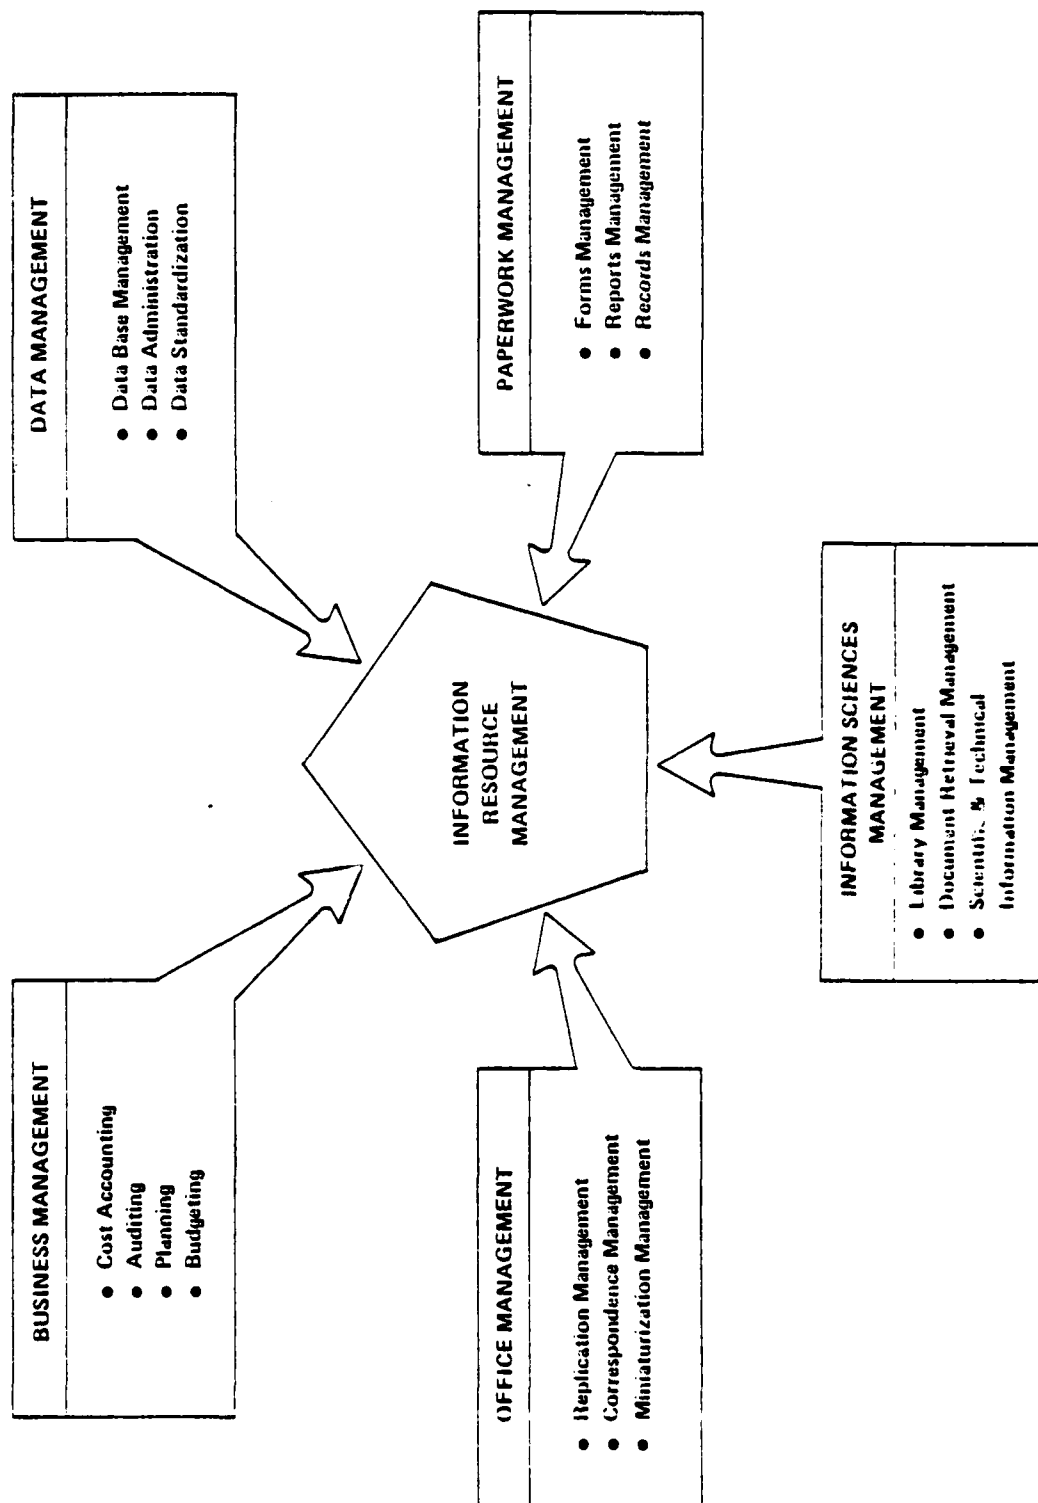 BUSINESS MANAGEMENT
● Cost Accounting
● Auditing
● Planning
● Budgeting
DATA MANAGEMENT
● Data Base Management
● Data Administration
● Data Standardization
INFORMATION
RESOURCE
MANAGEMENT
OFFICE MANAGEMENT
● Replication Management
● Correspondence Management
● Miniaturization Management
PAPERWORK MANAGEMENT
● Forms Management
● Reports Management
● Records Management
INFORMATION SCIENCES
MANAGEMENT
● Library Management
● Document Retrieval Management
● Scientific & Technical
Information Management